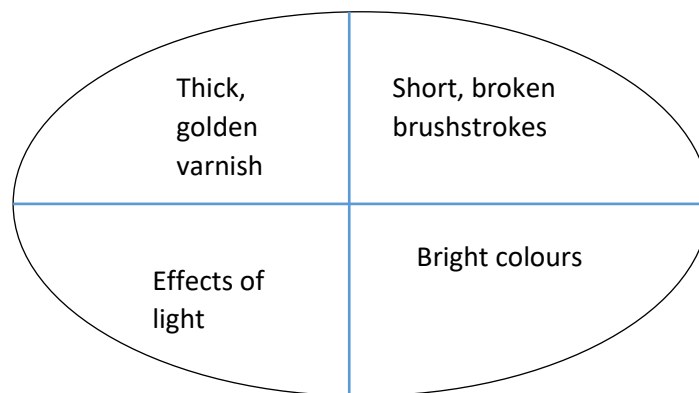 Thick,
golden
varnish
Short, broken
brushstrokes
Effects of
light
Bright colours